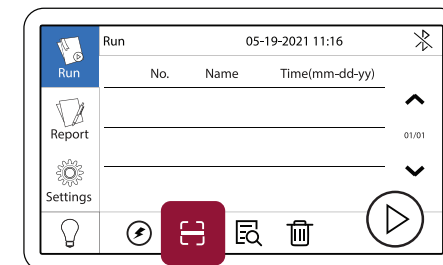 Run 05-19-2021 11:16
Run
No. Name Time(mm-dd-yy)
Report
01/01
Settings